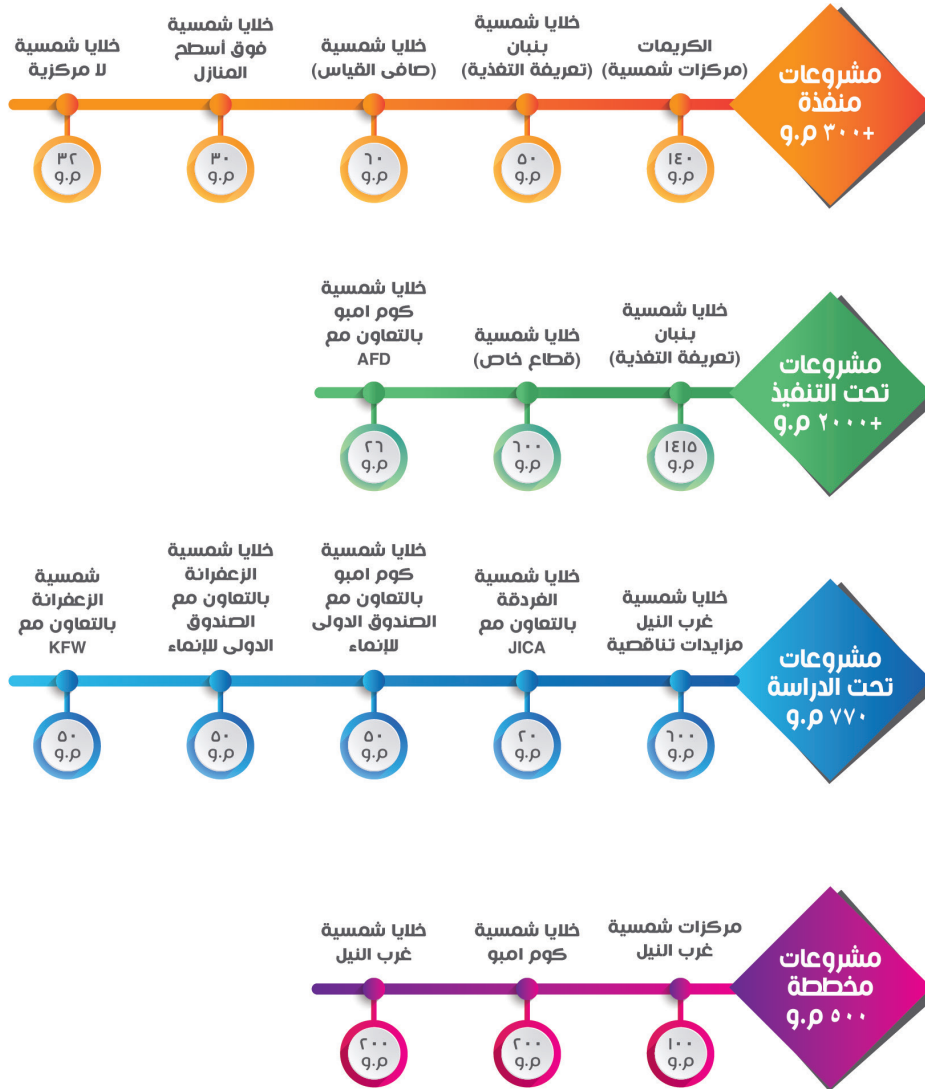 مشروعات
منفذة
+٣٠٠ م.و
الكريمات
(مركزات شمسية)
١٤٠
م.و
خلايا شمسية
بنبان
(تعريفة التغذية)
٥٠
م.و
خلايا شمسية
(صافى القياس)
٦٠
م.و
خلايا شمسية
فوق أسطح
المنازل
٣٠
م.و
خلايا شمسية
لا مركزية
٣٢
م.و
مشروعات
تحت التنفيذ
+٢٠٠٠ م.و
خلايا شمسية
بنبان
(تعريفة التغذية)
١٤١٥
م.و
خلايا شمسية
(قطاع خاص)
٦٠٠
م.و
خلايا شمسية
كوم امبو
بالتعاون مع
AFD
٢٦
م.و
مشروعات
تحت الدراسة
٧٧٠ م.و
خلايا شمسية
غرب النيل
مزايدات تناقصية
٦٠٠
م.و
خلايا شمسية
الغردقة
بالتعاون مع
JICA
٢٠
م.و
خلايا شمسية
كوم امبو
بالتعاون مع
الصندوق الدولى
للإنماء
٥٠
م.و
خلايا شمسية
الزعفرانة
بالتعاون مع
الصندوق
الدولى للإنماء
٥٠
م.و
شمسية
الزعفرانة
بالتعاون مع
KFW
٥٠
م.و
مشروعات
مخططة
٥٠٠ م.و
مركزات شمسية
غرب النيل
١٠٠
م.و
خلايا شمسية
كوم امبو
٢٠٠
م.و
خلايا شمسية
غرب النيل
٢٠٠
م.و